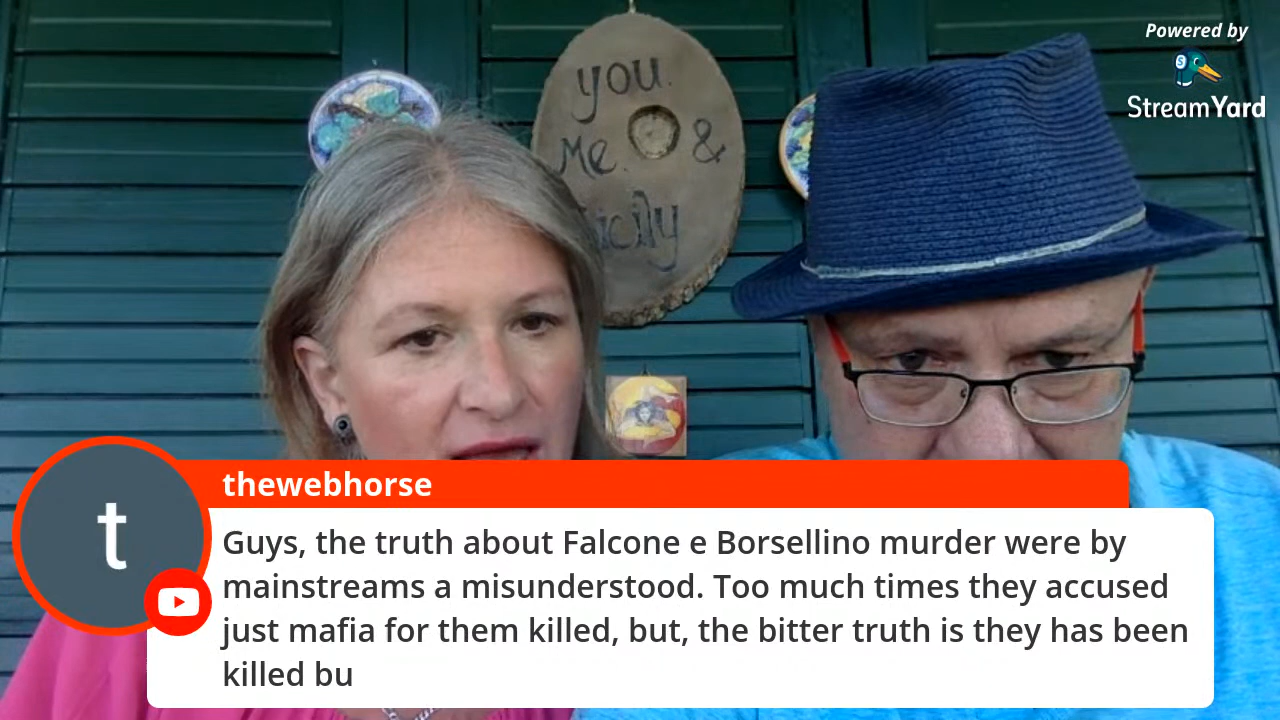 Powered by
StreamYard
you.
Me. &
Sicily
thewebhorse
t
Guys, the truth about Falcone e Borsellino murder were by
mainstreams a misunderstood. Too much times they accused
just mafia for them killed, but, the bitter truth is they has been
killed bu